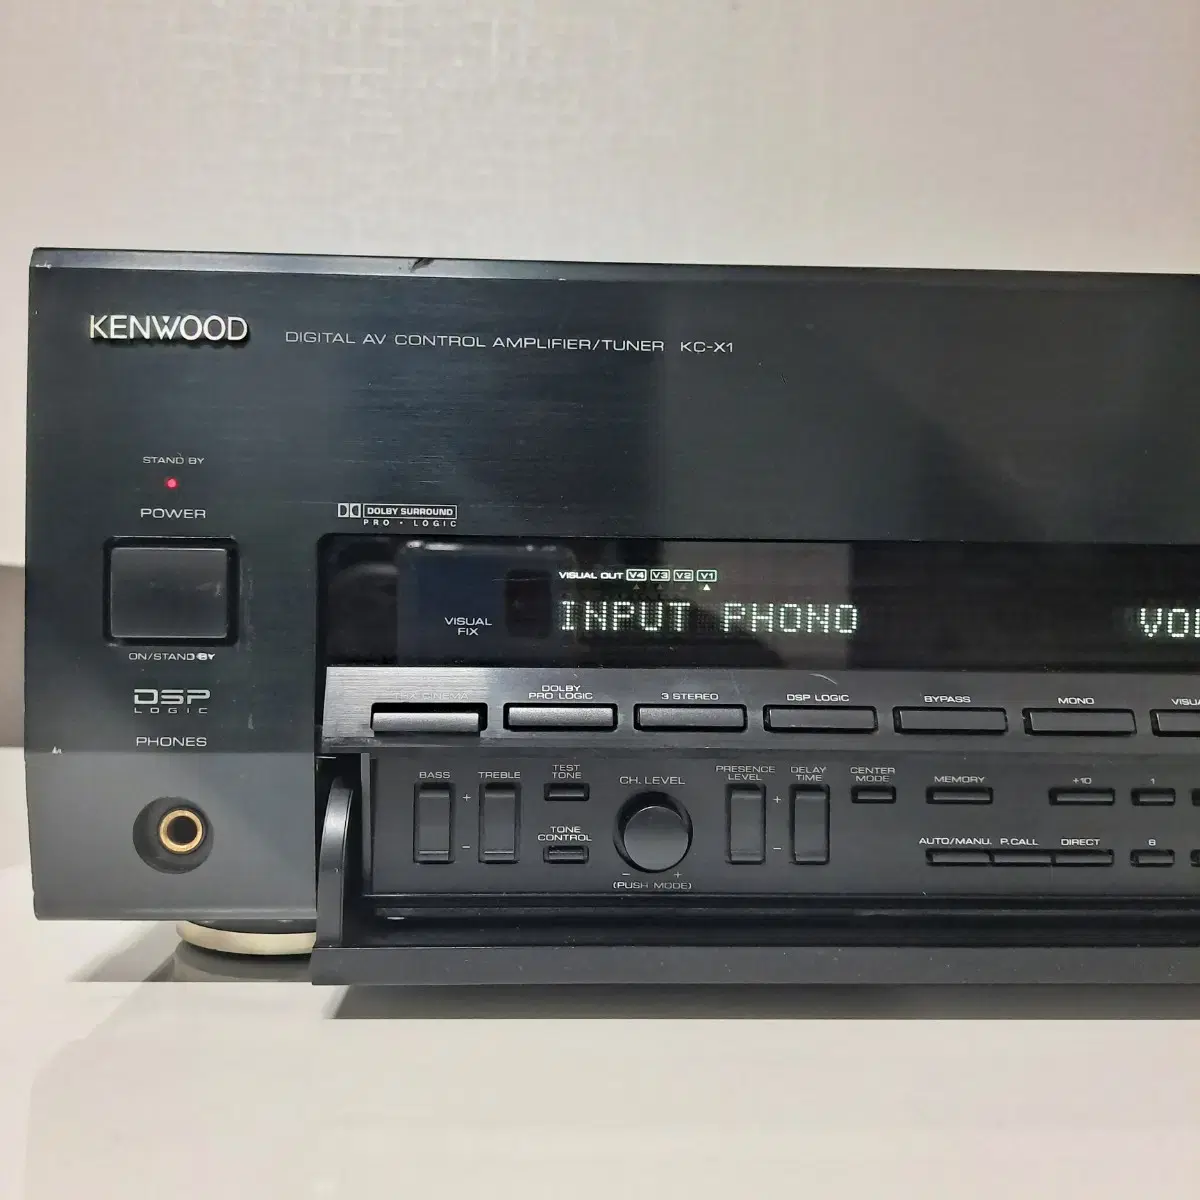 KENWOOD DIGITAL AV CONTROL AMPLIFIER/TUNER KC-X1
STAND BY
POWER
DOLBY SURROUND
PRO · LOGIC
VISUAL OUT V4 V3 V2 V1
INPUT PHONO
VISUAL
FIX
ON/STAND BY
DSP
LOGIC
PHONES
THX CINEMA
DOLBY
PRO LOGIC
3 STEREO
DSP LOGIC
BYPASS
MONO
BASS
TREBLE
TEST
TONE
CH. LEVEL
PRESENCE
LEVEL
DELAY
TIME
CENTER
MODE
MEMORY
+10
1
+
−
TONE
CONTROL
− +
(PUSH MODE)
+
−
AUTO/MANU.
P.CALL
DIRECT